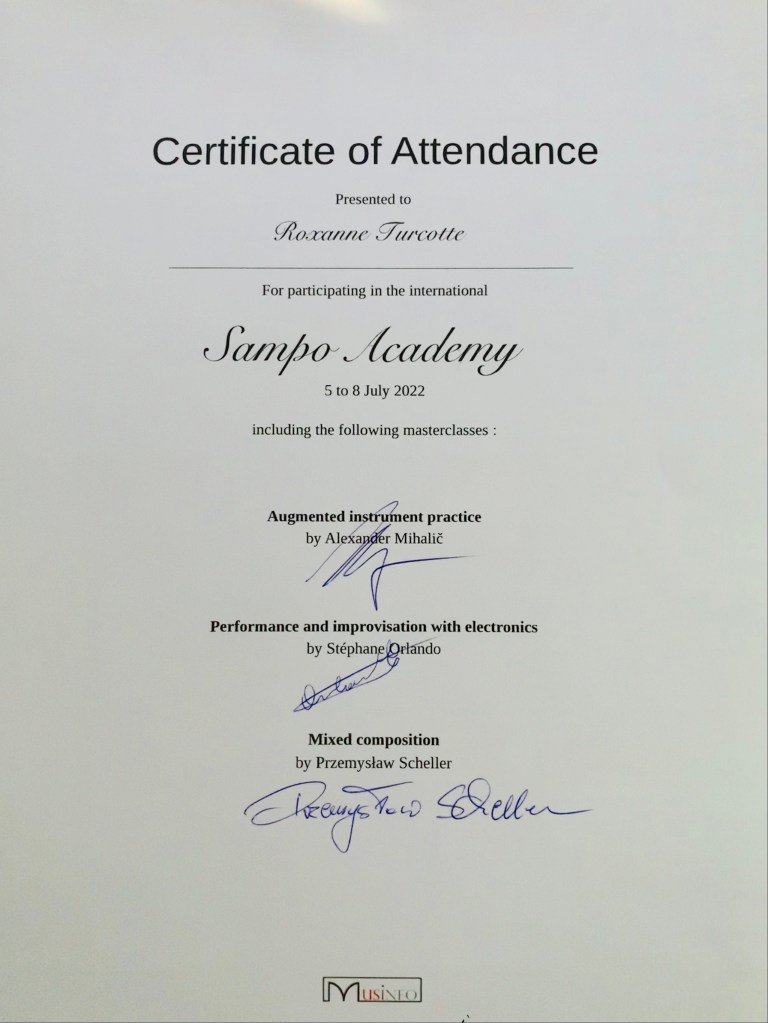 Certificate of Attendance
Presented to
Roxanne Turcotte
For participating in the international
Sampo Academy
5 to 8 July 2022
including the following masterclasses :
Augmented instrument practice
by Alexander Mihalič
Performance and improvisation with electronics
by Stéphane Orlando
Mixed composition
by Przemysław Scheller
Przemysław Scheller
MUSINFO